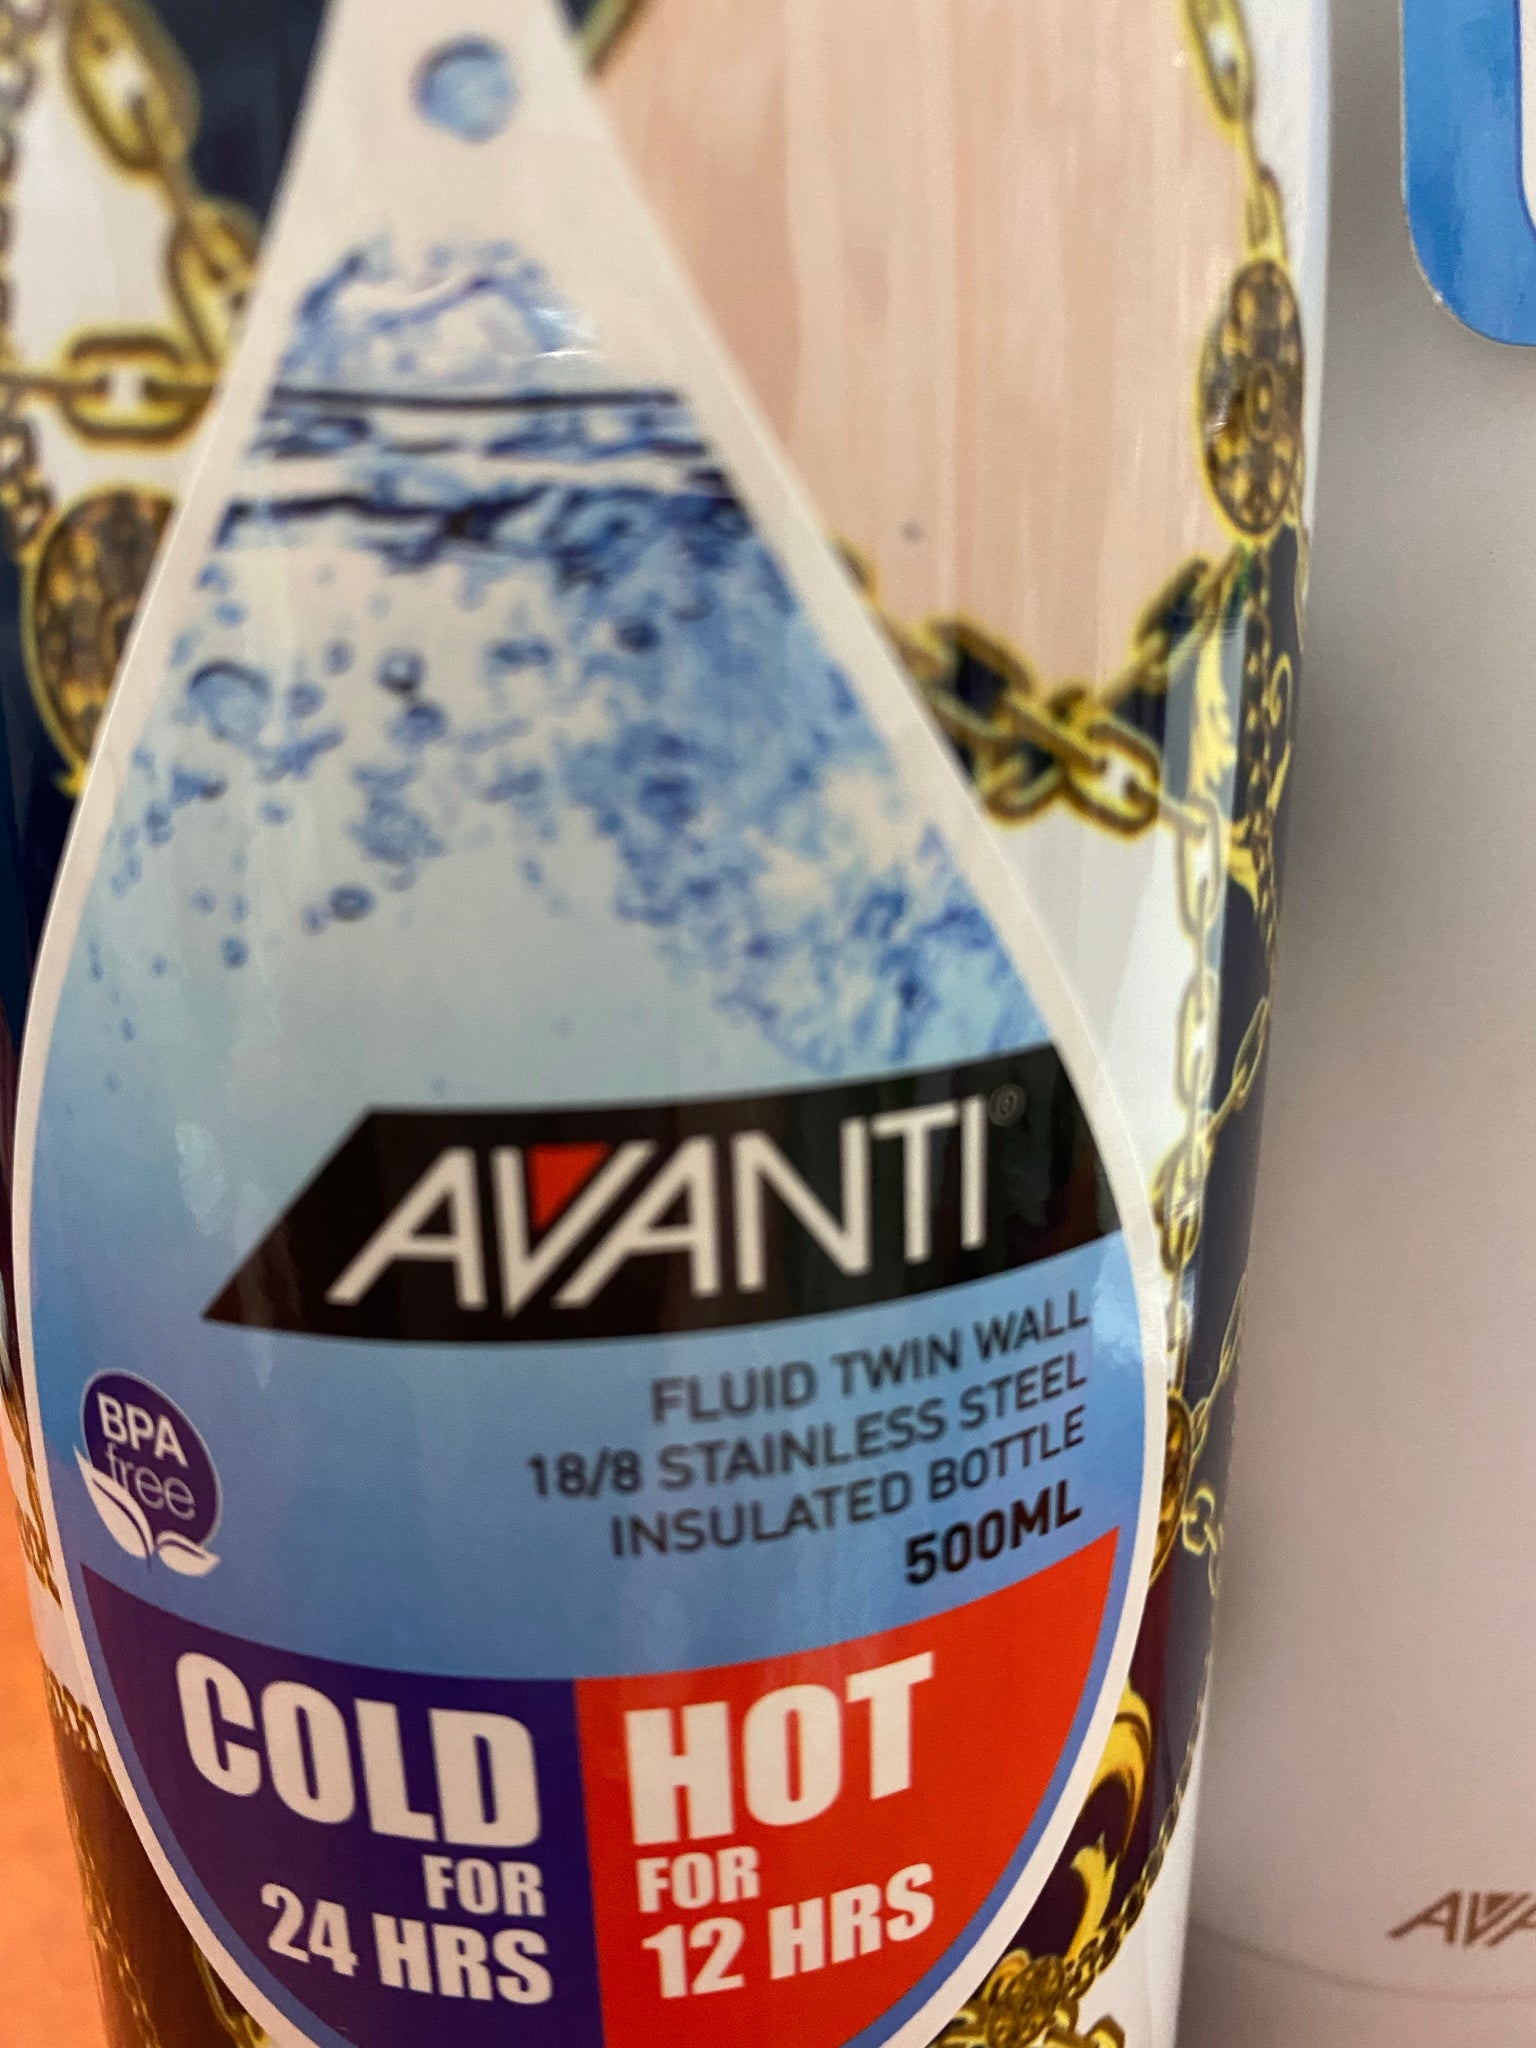 AVANTI®
FLUID TWIN WALL
18/8 STAINLESS STEEL
INSULATED BOTTLE
500ML
BPA
free
COLD
FOR
24 HRS
HOT
FOR
12 HRS
AVA